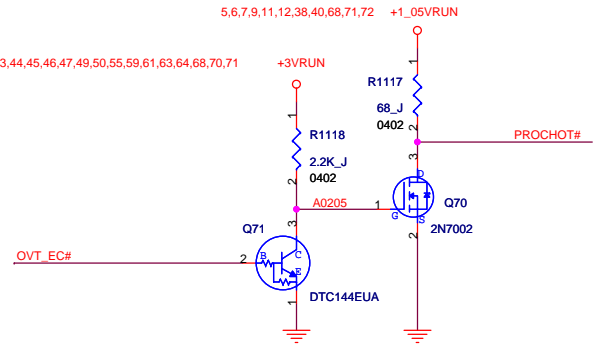 5,6,7,9,11,12,38,40,68,71,72 +1_05VRUN
3,44,45,46,47,49,50,55,59,61,63,64,68,70,71 +3VRUN
1
R1117
68_J
0402
2
PROCHOT#
1
R1118
2.2K_J
0402
2
3
D
A0205
1
G
S
Q70
2N7002
2
Q71
3
OVT_EC#
2
B
C
E
DTC144EUA
1